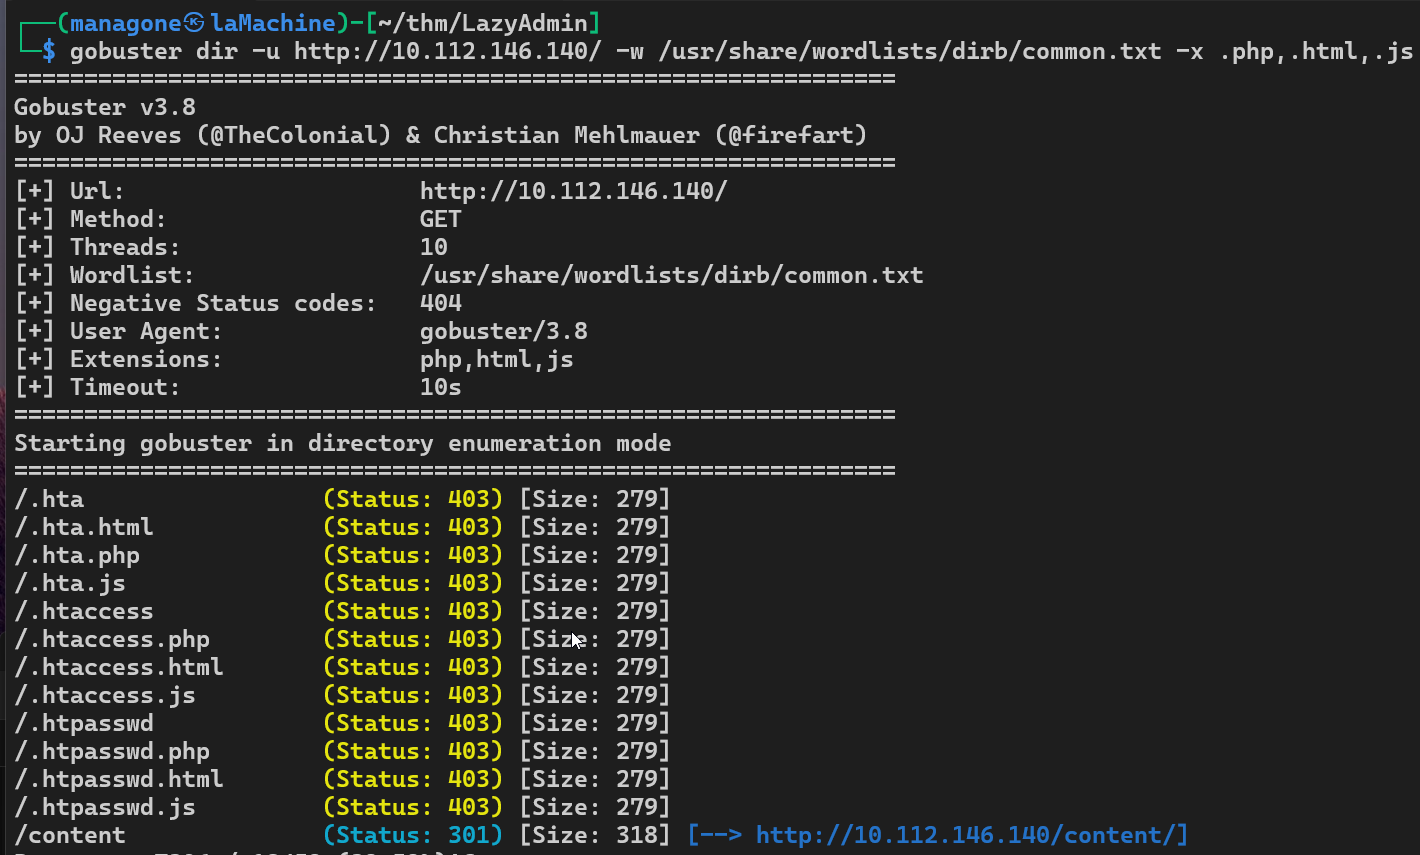 ┌──(managone㉿laMachine)-[~/thm/LazyAdmin]
└─$ gobuster dir -u http://10.112.146.140/ -w /usr/share/wordlists/dirb/common.txt -x .php,.html,.js
===============================================================
Gobuster v3.8
by OJ Reeves (@TheColonial) & Christian Mehlmauer (@firefart)
===============================================================
[+] Url:                     http://10.112.146.140/
[+] Method:                  GET
[+] Threads:                 10
[+] Wordlist:                /usr/share/wordlists/dirb/common.txt
[+] Negative Status codes:   404
[+] User Agent:              gobuster/3.8
[+] Extensions:              php,html,js
[+] Timeout:                 10s
===============================================================
Starting gobuster in directory enumeration mode
===============================================================
/.hta                 (Status: 403) [Size: 279]
/.hta.html            (Status: 403) [Size: 279]
/.hta.php             (Status: 403) [Size: 279]
/.hta.js              (Status: 403) [Size: 279]
/.htaccess            (Status: 403) [Size: 279]
/.htaccess.php        (Status: 403) [Size: 279]
/.htaccess.html       (Status: 403) [Size: 279]
/.htaccess.js         (Status: 403) [Size: 279]
/.htpasswd            (Status: 403) [Size: 279]
/.htpasswd.php        (Status: 403) [Size: 279]
/.htpasswd.html       (Status: 403) [Size: 279]
/.htpasswd.js         (Status: 403) [Size: 279]
/content              (Status: 301) [Size: 318] [--> http://10.112.146.140/content/]